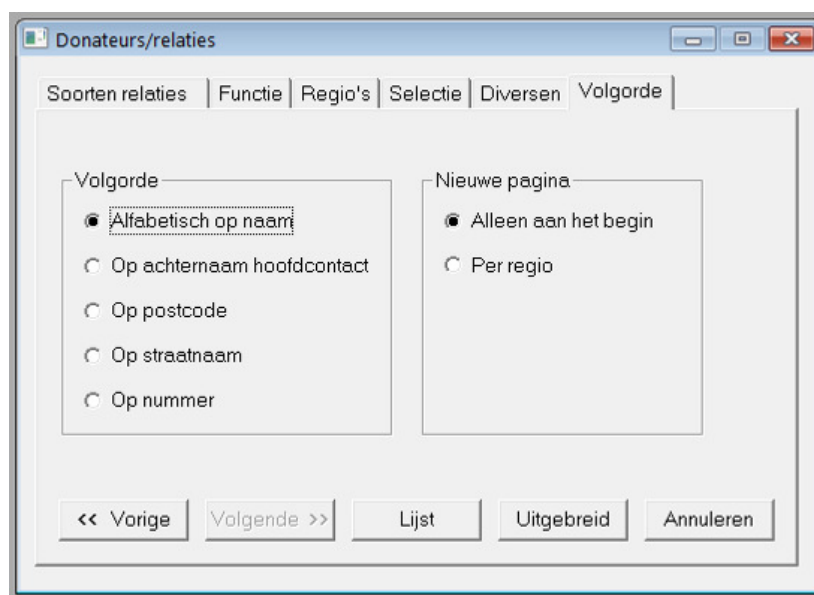 Donateurs/relaties
Soorten relaties Functie Regio's Selectie Diversen Volgorde
Volgorde
Alfabetisch op naam
Op achternaam hoofdcontact
Op postcode
Op straatnaam
Op nummer
Nieuwe pagina
Alleen aan het begin
Per regio
<< Vorige Volgende >> Lijst Uitgebreid Annuleren